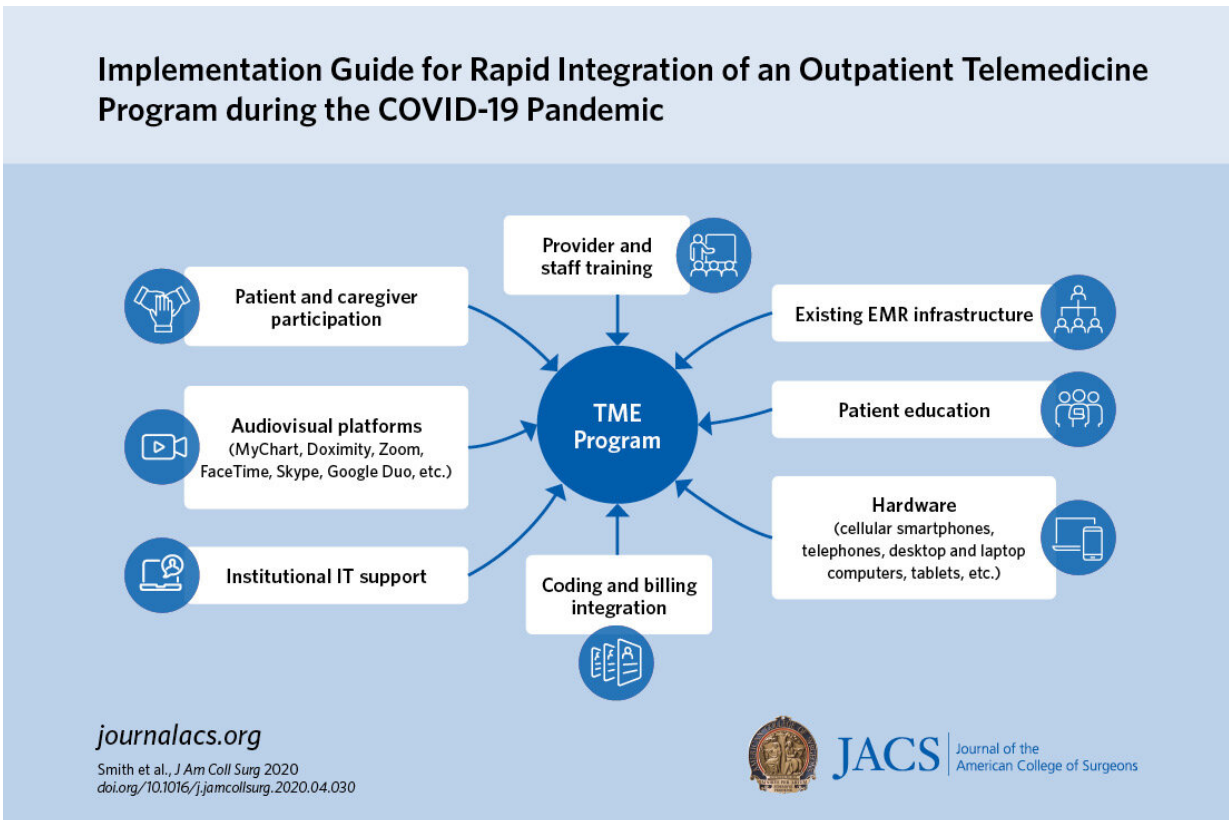 Implementation Guide for Rapid Integration of an Outpatient Telemedicine
Program during the COVID-19 Pandemic
Provider and
staff training
Patient and caregiver
participation
Existing EMR infrastructure
Audiovisual platforms
(MyChart, Doximity, Zoom,
FaceTime, Skype, Google Duo, etc.)
TME
Program
Patient education
Hardware
(cellular smartphones,
telephones, desktop and laptop
computers, tablets, etc.)
Institutional IT support
Coding and billing
integration
journalacs.org
Smith et al., J Am Coll Surg 2020
doi.org/10.1016/j.jamcollsurg.2020.04.030
JACS
Journal of the
American College of Surgeons